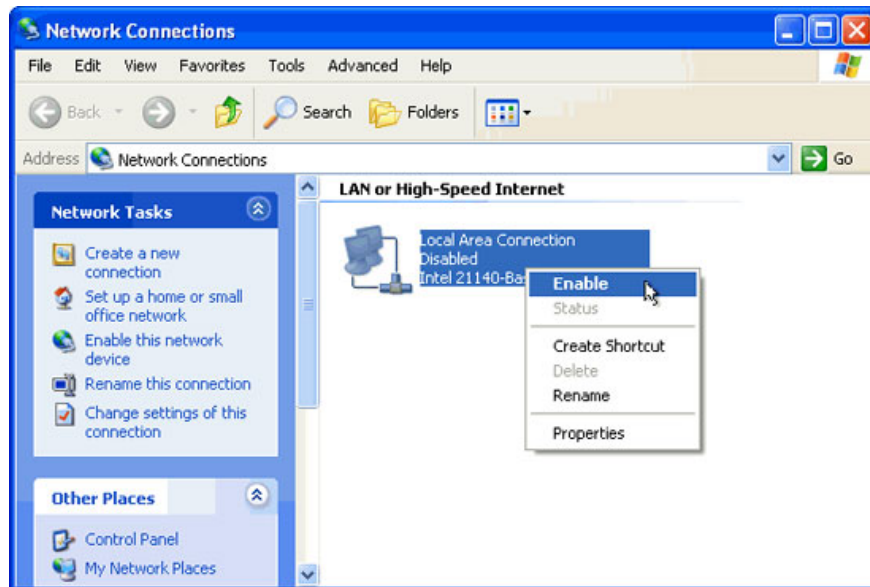 Network Connections
File Edit View Favorites Tools Advanced Help
Back Search Folders
Address Network Connections Go
Network Tasks
Create a new
connection
Set up a home or small
office network
Enable this network
device
Rename this connection
Change settings of this
connection
Other Places
Control Panel
My Network Places
LAN or High-Speed Internet
Local Area Connection
Disabled
Intel 21140-Bas
Enable
Status
Create Shortcut
Delete
Rename
Properties